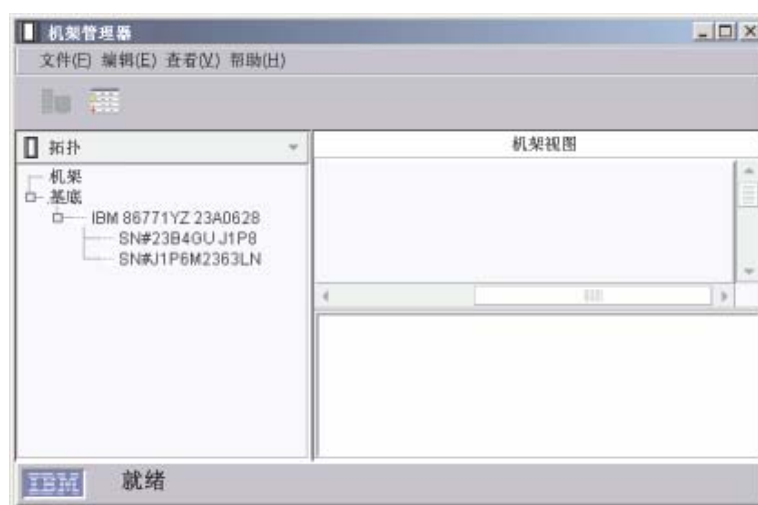 机架管理器
文件(F) 编辑(E) 查看(V) 帮助(H)
拓扑
机架视图
机架
基底
IBM 86771YZ 23A0628
SN#23B4GU J1P8
SN#J1P6M2363LN
IBM
就绪